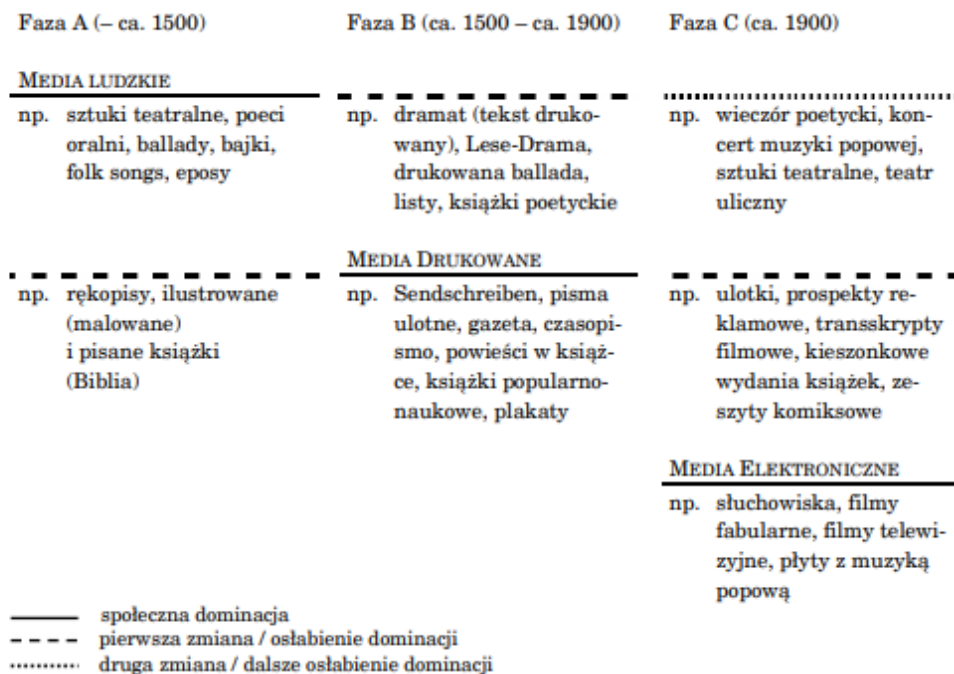 Faza A (– ca. 1500)
Faza B (ca. 1500 – ca. 1900)
Faza C (ca. 1900)
MEDIA LUDZKIE
np. sztuki teatralne, poeci
oralni, ballady, bajki,
folk songs, eposy
np. dramat (tekst druko-
wany), Lese-Drama,
drukowana ballada,
listy, książki poetyckie
np. wieczór poetycki, kon-
cert muzyki popowej,
sztuki teatralne, teatr
uliczny
MEDIA DRUKOWANE
np. rękopisy, ilustrowane
(malowane)
i pisane książki
(Biblia)
np. Sendschreiben, pisma
ulotne, gazeta, czasopi-
smo, powieści w książ-
ce, książki popularno-
naukowe, plakaty
np. ulotki, prospekty re-
klamowe, transskrypty
filmowe, kieszonkowe
wydania książek, ze-
szyty komiksowe
MEDIA ELEKTRONICZNE
np. słuchowiska, filmy
fabularne, filmy telewi-
zyjne, płyty z muzyką
popową
społeczna dominacja
pierwsza zmiana / osłabienie dominacji
druga zmiana / dalsze osłabienie dominacji